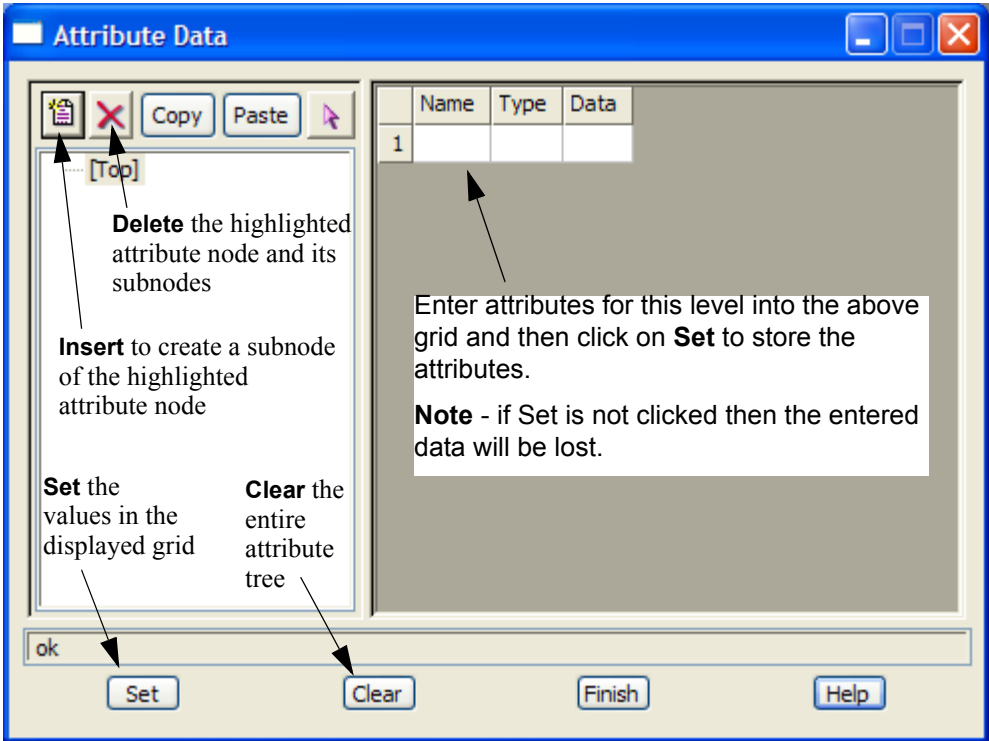 Attribute Data
Copy Paste
Name Type Data
1
[Top]
Delete the highlighted
attribute node and its
subnodes
Insert to create a subnode
of the highlighted
attribute node
Enter attributes for this level into the above
grid and then click on Set to store the
attributes.
Note - if Set is not clicked then the entered
data will be lost.
Set the
values in the
displayed grid
Clear the
entire
attribute
tree
ok
Set Clear Finish Help